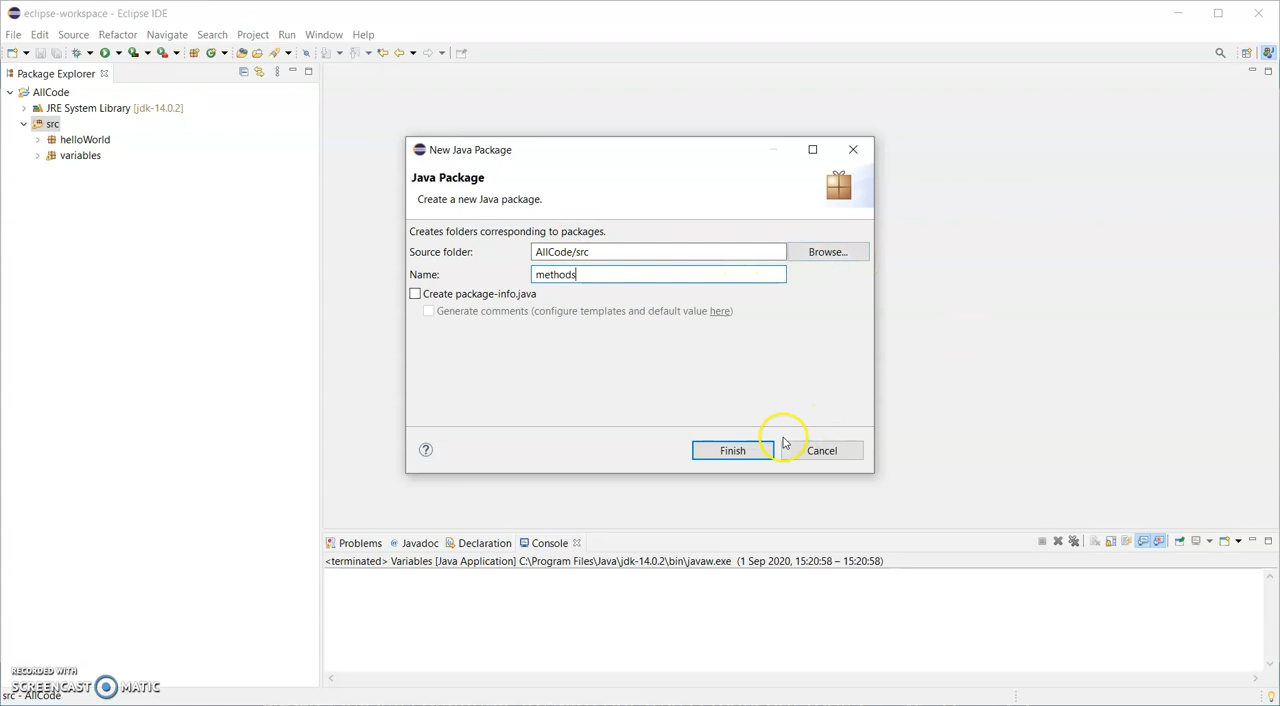 eclipse-workspace - Eclipse IDE
File Edit Source Refactor Navigate Search Project Run Window Help
Package Explorer
AllCode
JRE System Library [jdk-14.0.2]
src
helloWorld
variables
New Java Package
Java Package
Create a new Java package.
Creates folders corresponding to packages.
Source folder: AllCode/src Browse...
Name: methods
Create package-info.java
Generate comments (configure templates and default value here)
? Finish Cancel
Problems Javadoc Declaration Console
<terminated> Variables [Java Application] C:\Program Files\Java\jdk-14.0.2\bin\javaw.exe (1 Sep 2020, 15:20:58 – 15:20:58)
RECORDED WITH
SCREENCAST MATIC
src - AllCode